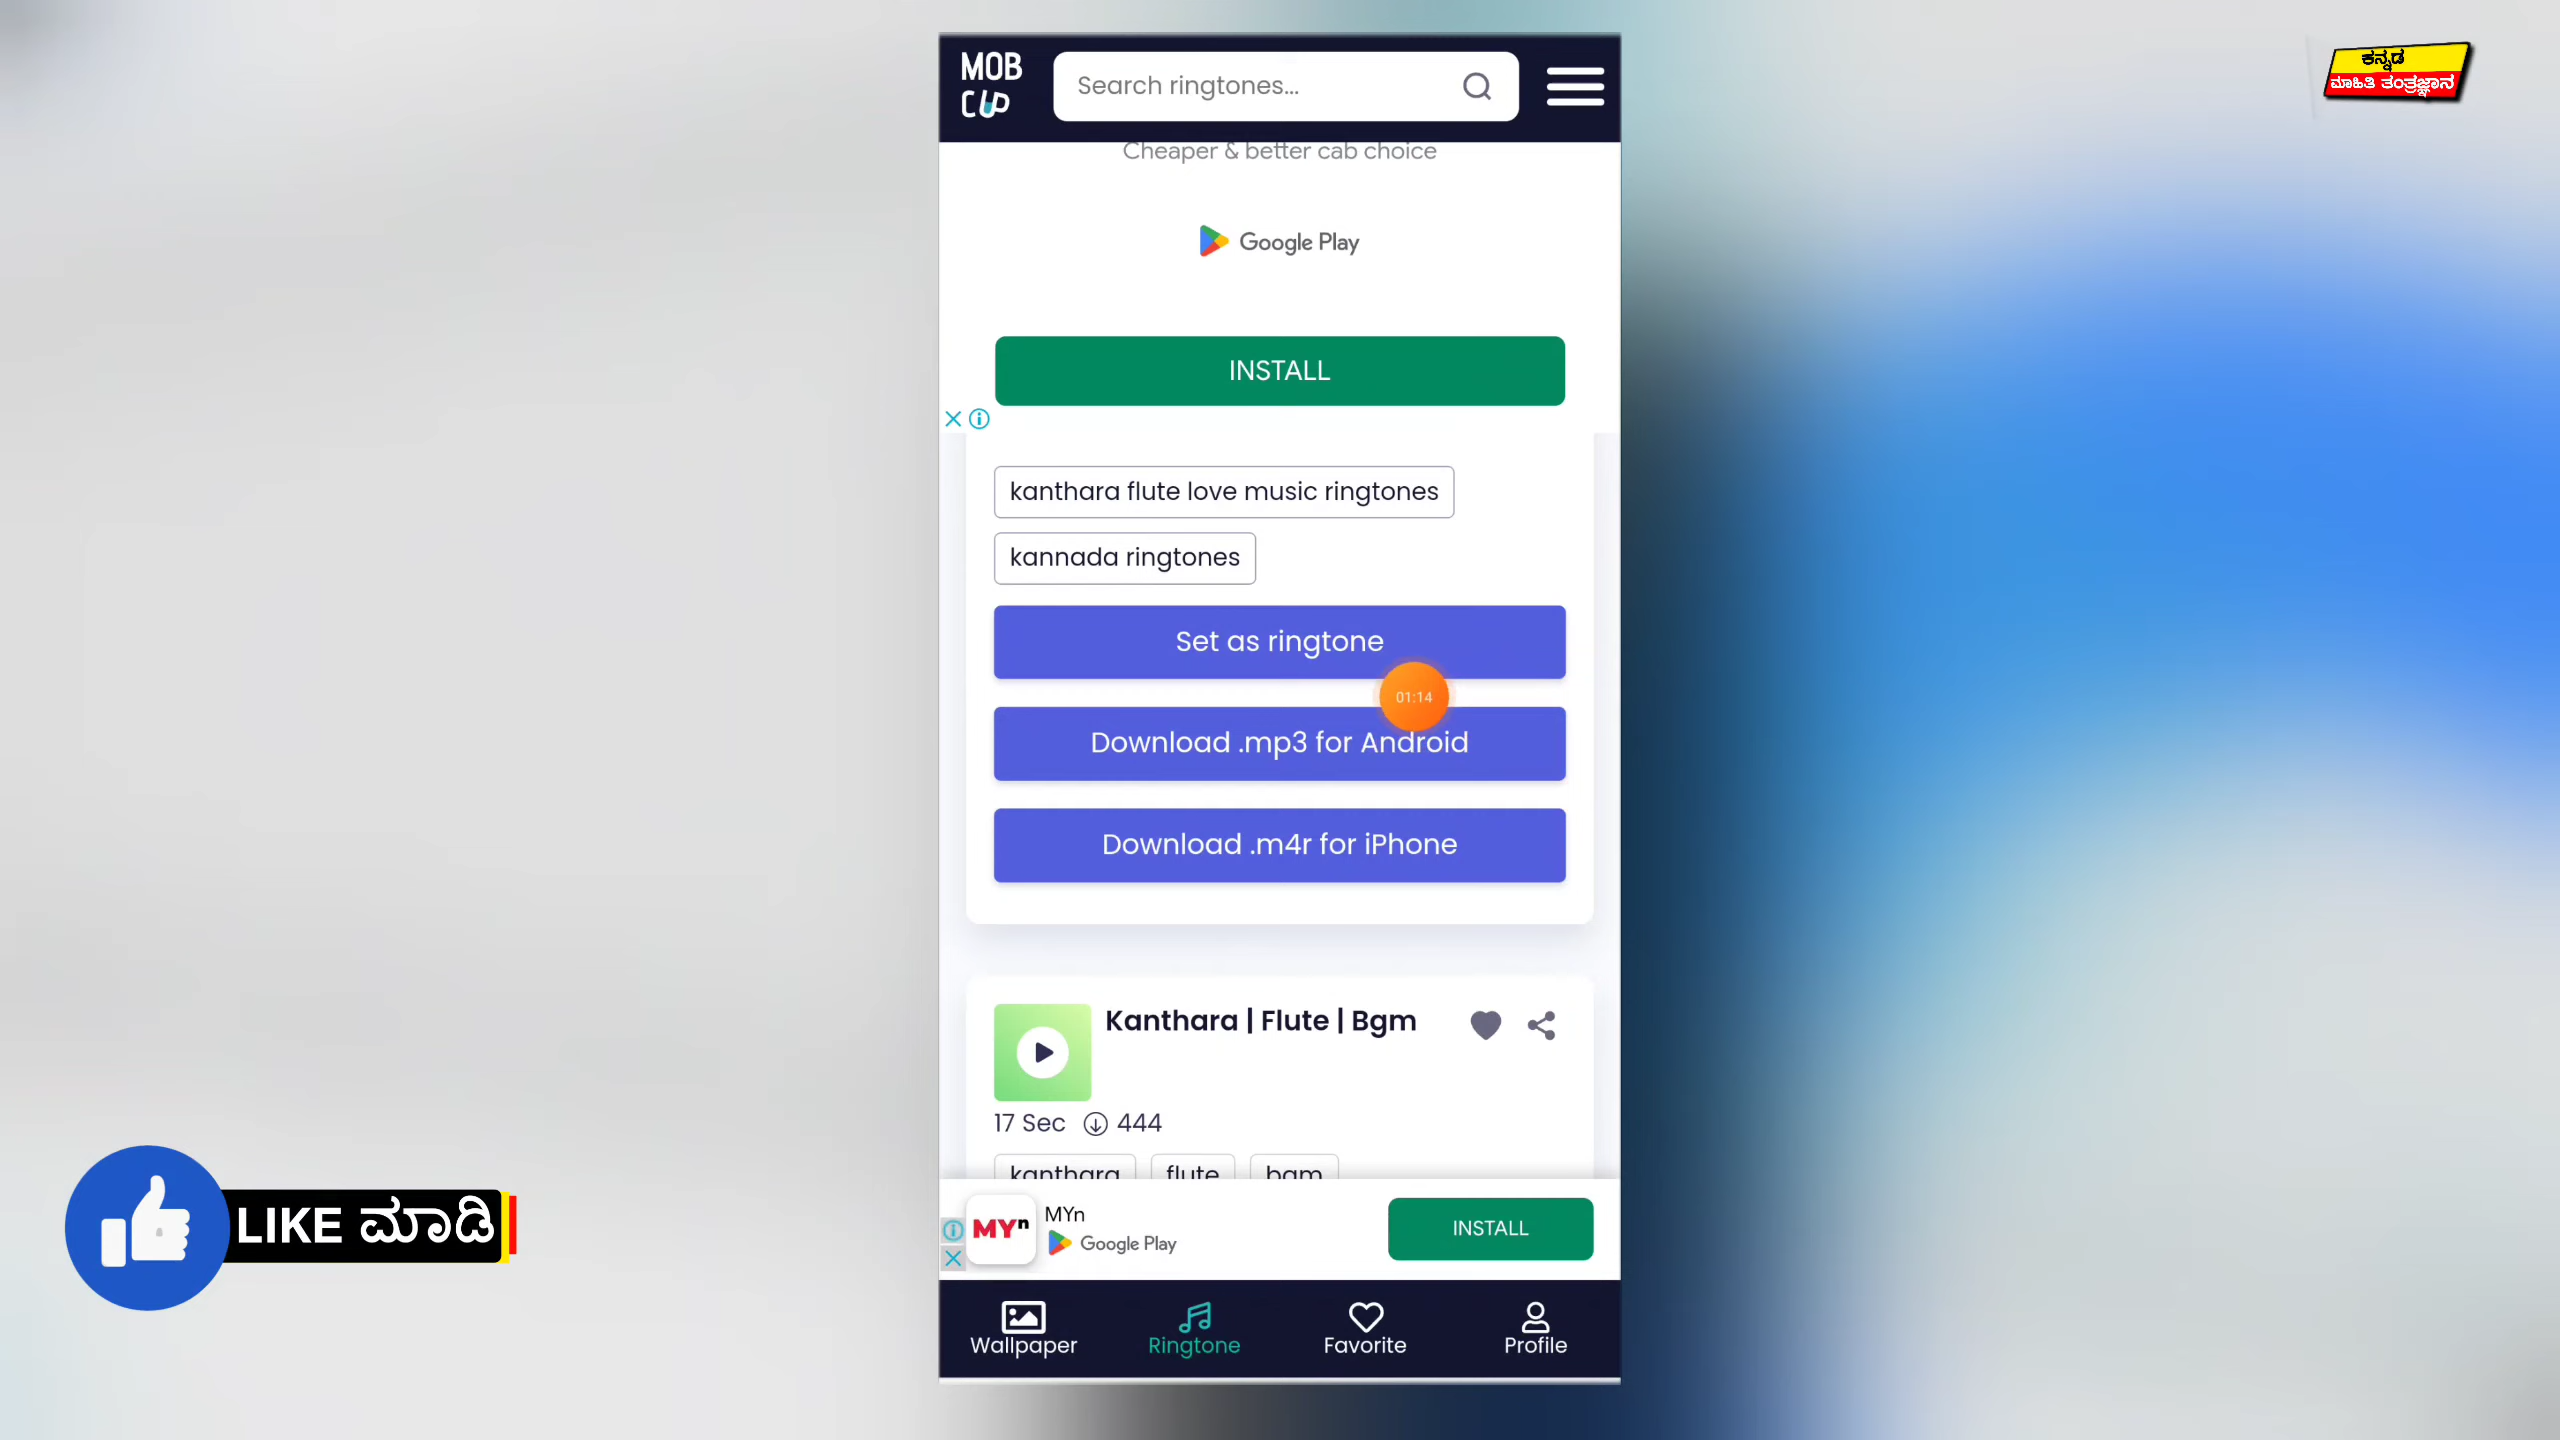 MOB
CUP
Search ringtones...
ಕನ್ನಡ
ಮಾಹಿತಿ ತಂತ್ರಜ್ಞಾನ
Cheaper & better cab choice
Google Play
INSTALL
kanthara flute love music ringtones
kannada ringtones
Set as ringtone
01:14
Download .mp3 for Android
Download .m4r for iPhone
Kanthara | Flute | Bgm
17 Sec 444
kanthara flute bgm
LIKE ಮಾಡಿ
MYn
MYn
Google Play
INSTALL
Wallpaper Ringtone Favorite Profile